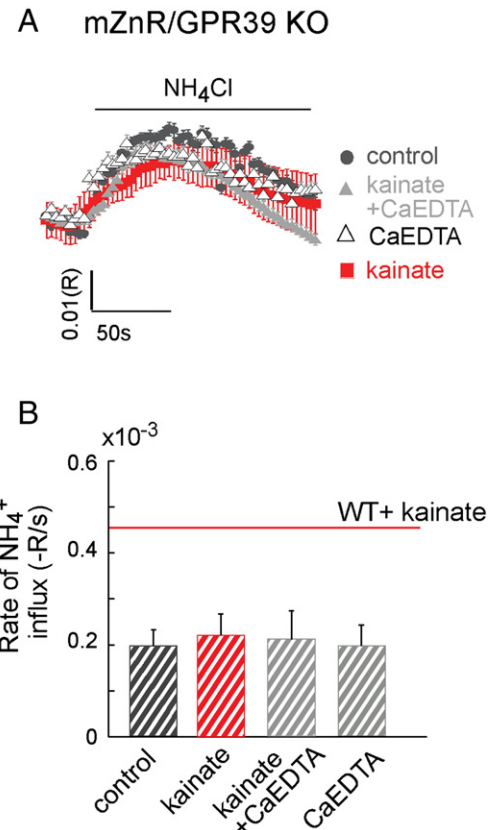 A mZnR/GPR39 KO
NH₄Cl
control
kainate
+CaEDTA
CaEDTA
kainate
0.01(R)
50s
B
x10⁻³
0.6
WT+ kainate
0.4
0.2
0
Rate of NH₄⁺
influx (-R/s)
control
kainate
kainate
+CaEDTA
CaEDTA